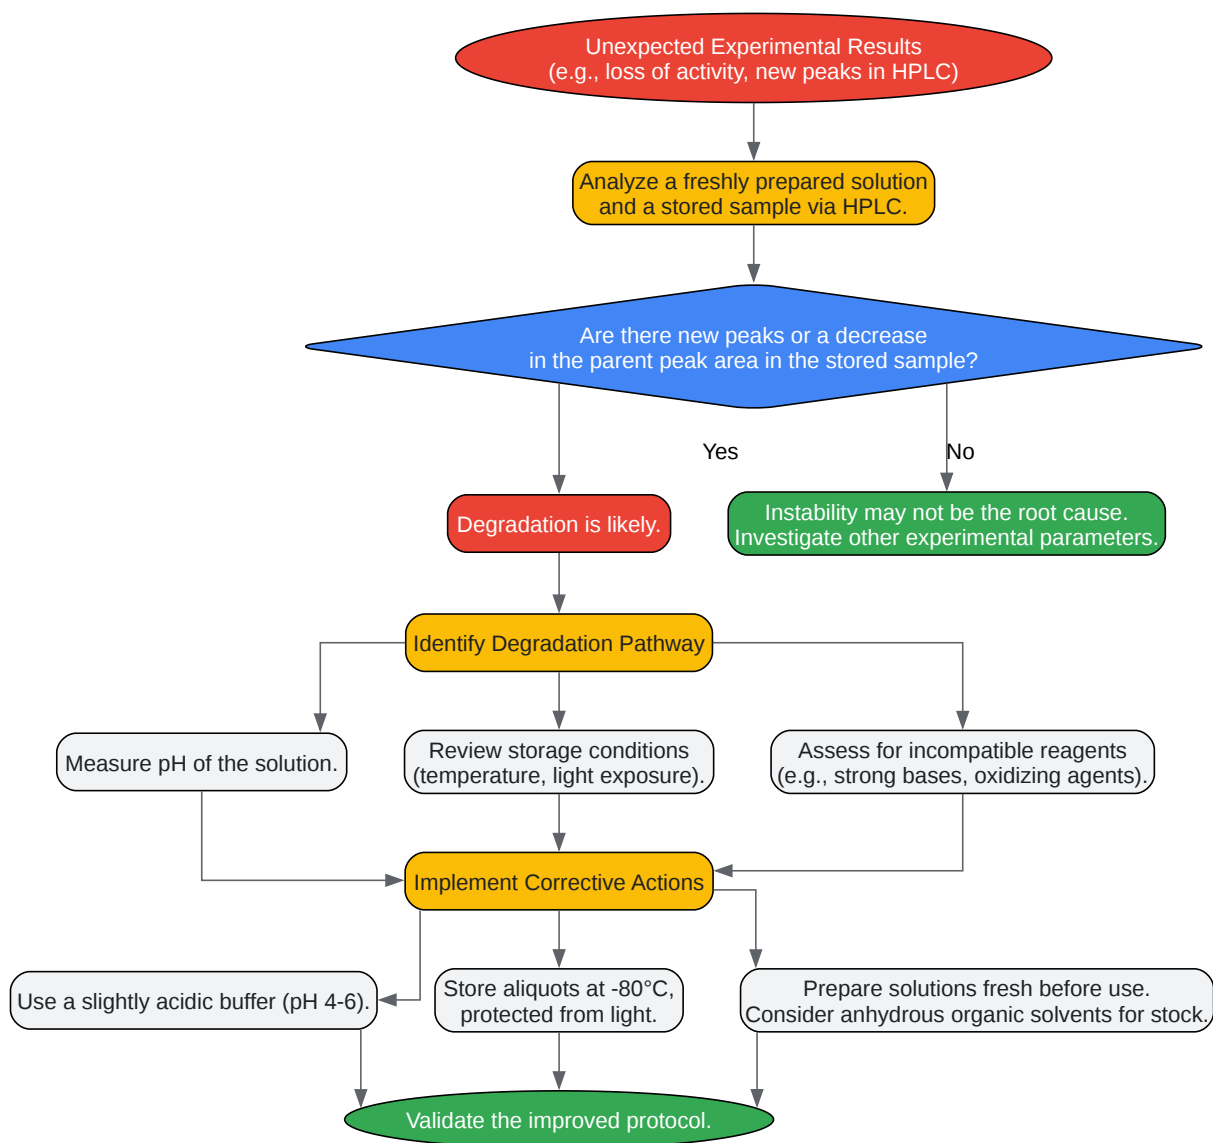 Unexpected Experimental Results
(e.g., loss of activity, new peaks in HPLC)
Analyze a freshly prepared solution
and a stored sample via HPLC.
Are there new peaks or a decrease
in the parent peak area in the stored sample?
Yes
No
Degradation is likely.
Instability may not be the root cause.
Investigate other experimental parameters.
Identify Degradation Pathway
Measure pH of the solution.
Review storage conditions
(temperature, light exposure).
Assess for incompatible reagents
(e.g., strong bases, oxidizing agents).
Implement Corrective Actions
Use a slightly acidic buffer (pH 4-6).
Store aliquots at -80°C,
protected from light.
Prepare solutions fresh before use.
Consider anhydrous organic solvents for stock.
Validate the improved protocol.